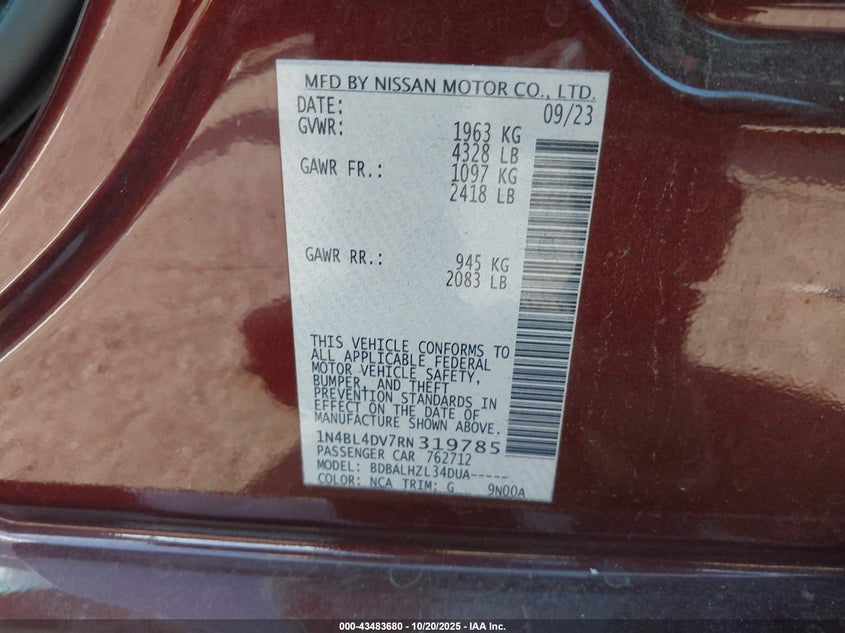 MFD BY NISSAN MOTOR CO., LTD.
DATE: 09/23
GVWR: 1963 KG
4328 LB
GAWR FR.: 1097 KG
2418 LB
GAWR RR.: 945 KG
2083 LB
THIS VEHICLE CONFORMS TO
ALL APPLICABLE FEDERAL
MOTOR VEHICLE SAFETY,
BUMPER, AND THEFT
PREVENTION STANDARDS IN
EFFECT ON THE DATE OF
MANUFACTURE SHOWN ABOVE.
1N4BL4DV7RN319785
PASSENGER CAR 762712
MODEL: BDBALHZL34DUA-----
COLOR: NCA TRIM: G 9N00A
000-43483680 - 10/20/2025 - IAA Inc.